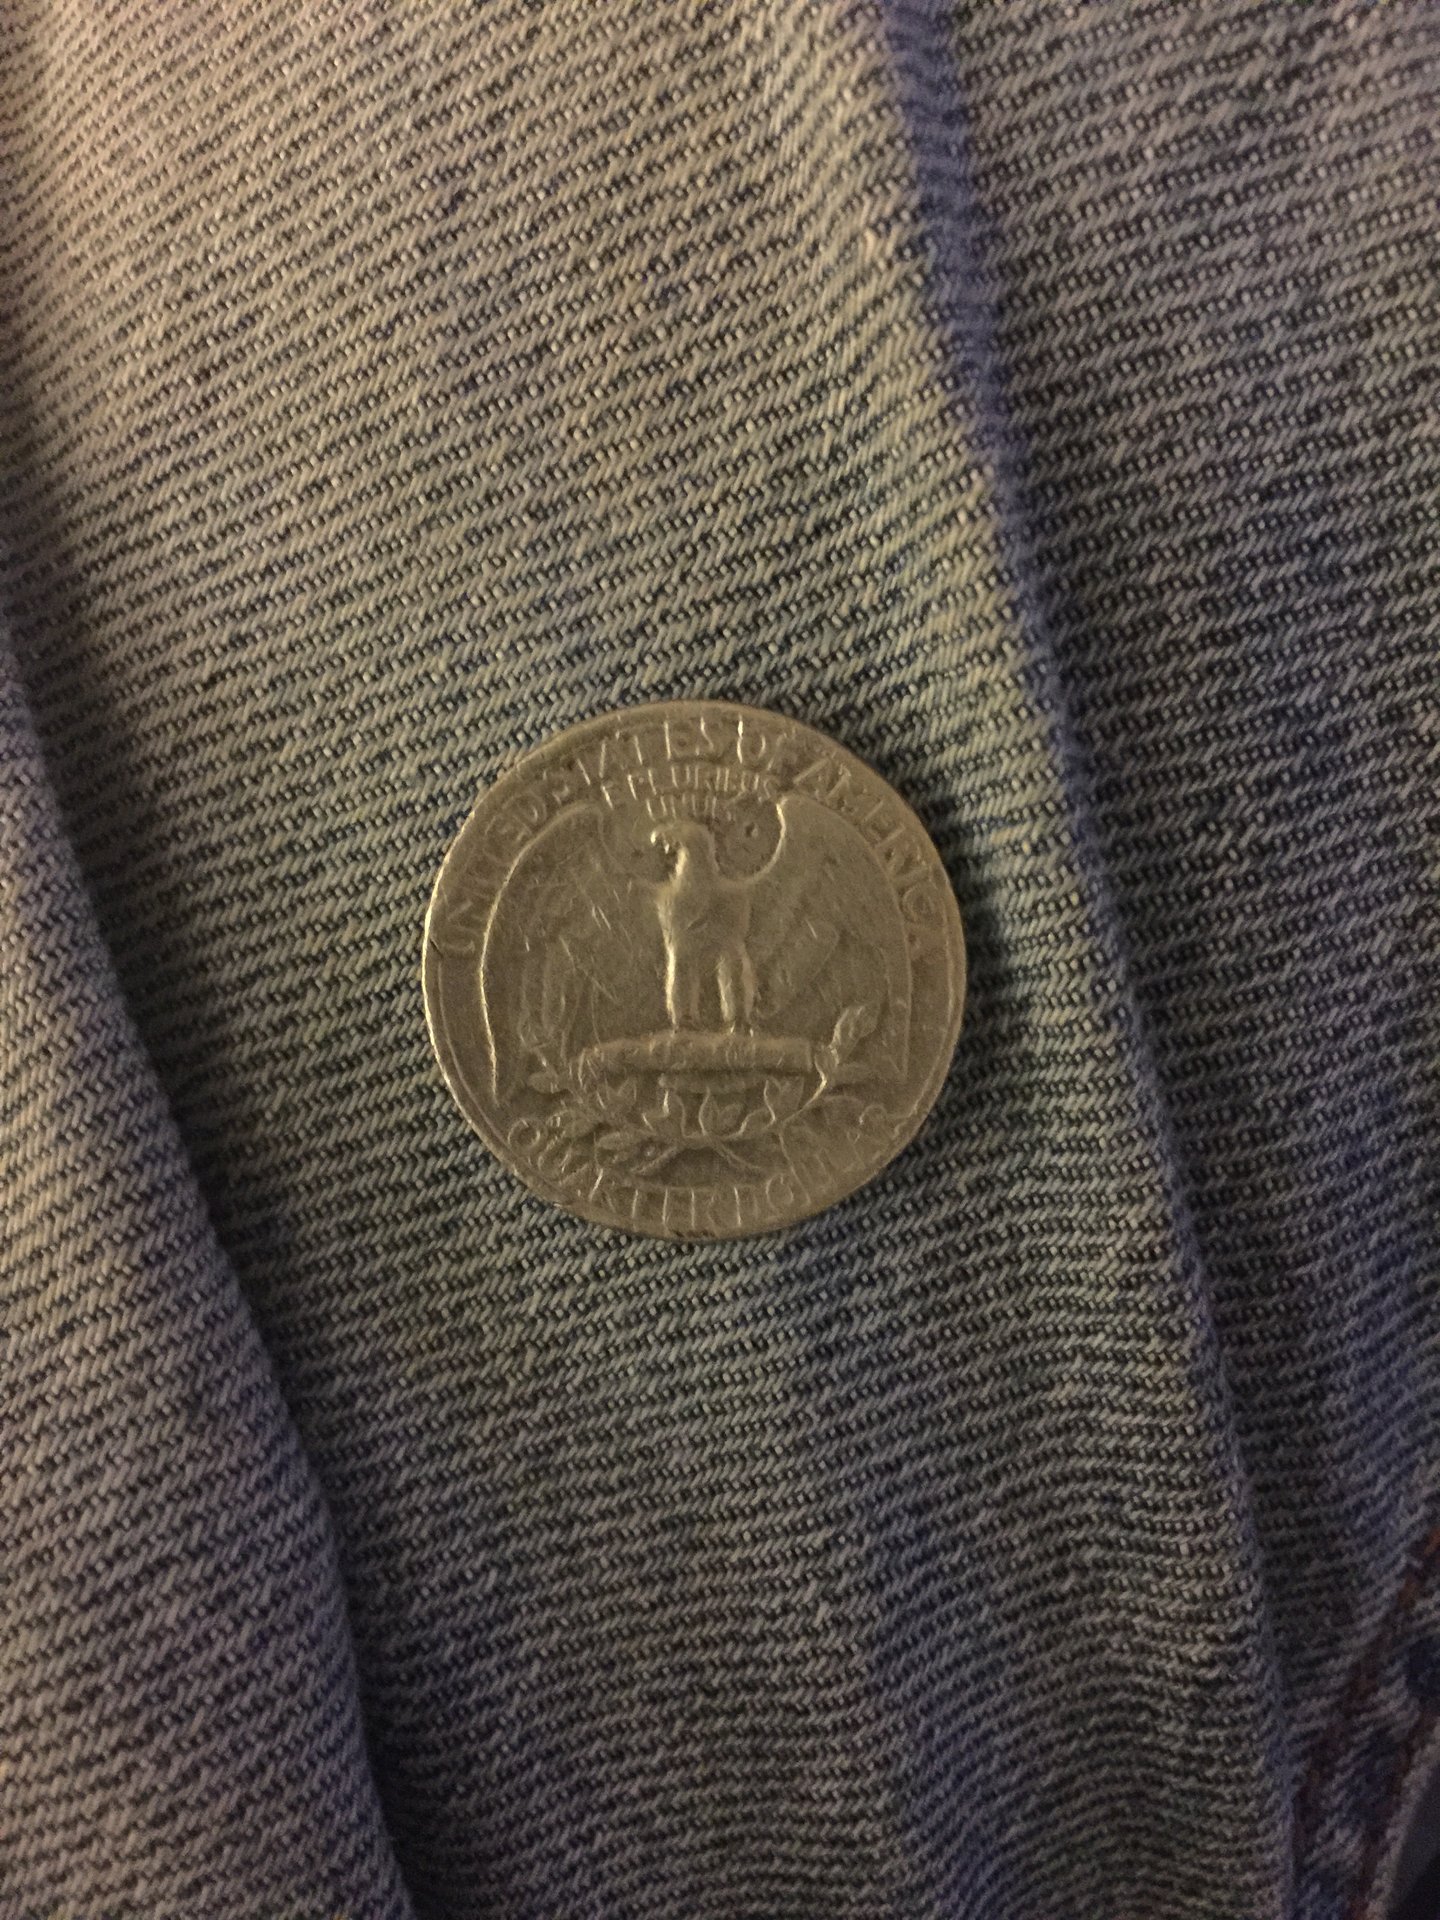 UNITED STATES OF AMERICA
E PLURIBUS
UNUM
QUARTER DOLLAR